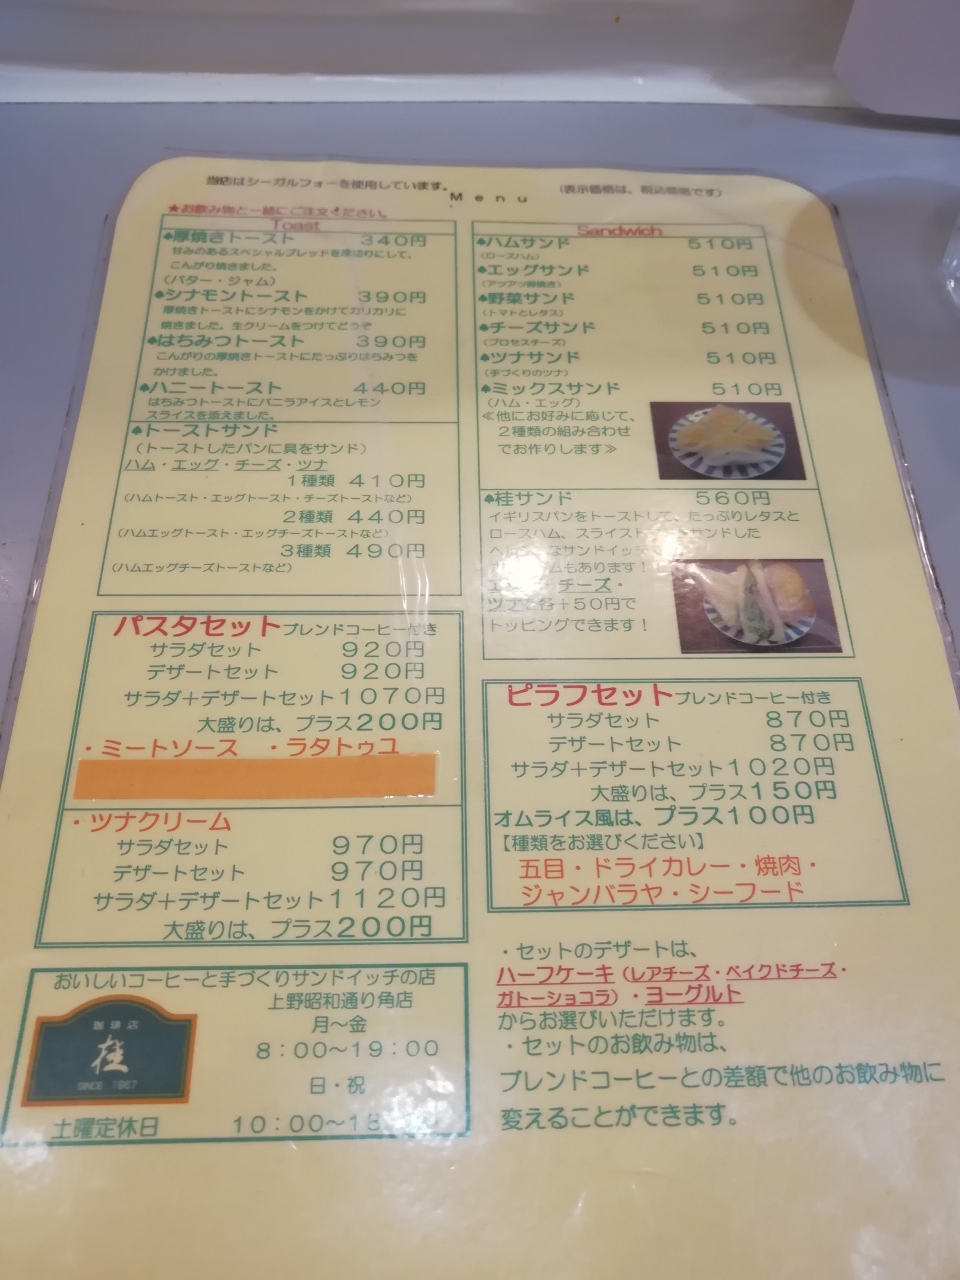 当店はシーガルフォーを使用しています。
Menu
(表示価格は、税込価格です)
★お飲み物と一緒にご注文ください。
Toast
♠厚焼きトースト 340円
甘みのあるスペシャルブレッドを厚切りにして、
こんがり焼きました。
(バター・ジャム)
♠シナモントースト 390円
厚焼きトーストにシナモンをかけてカリカリに
焼きました。生クリームをつけてどうぞ
♠はちみつトースト 390円
こんがりの厚焼きトーストにたっぷりはちみつを
かけました。
♠ハニートースト 440円
はちみつトーストにバニラアイスとレモン
スライスを添えました。
♠トーストサンド
(トーストしたパンに具をサンド)
ハム・エッグ・チーズ・ツナ
1種類 410円
(ハムトースト・エッグトースト・チーズトーストなど)
2種類 440円
(ハムエッグトースト・エッグチーズトーストなど)
3種類 490円
(ハムエッグチーズトーストなど)
パスタセットブレンドコーヒー付き
サラダセット 920円
デザートセット 920円
サラダ+デザートセット1070円
大盛りは、プラス200円
・ミートソース ・ラタトゥユ
・ツナクリーム
サラダセット 970円
デザートセット 970円
サラダ+デザートセット1120円
大盛りは、プラス200円
おいしいコーヒーと手づくりサンドイッチの店
上野昭和通り角店
月〜金
8:00〜19:00
日・祝
土曜定休日 10:00〜18
珈琲店
桂
SINCE 1967
Sandwich
♠ハムサンド 510円
(ロースハム)
♠エッグサンド 510円
(アツアツ卵焼き)
♠野菜サンド 510円
(トマトとレタス)
♠チーズサンド 510円
(プロセスチーズ)
♠ツナサンド 510円
(手づくりのツナ)
♠ミックスサンド 510円
(ハム・エッグ)
≪他にお好みに応じて、
2種類の組み合わせ
でお作りします≫
♠桂サンド 560円
イギリスパンをトーストして、たっぷりレタスと
ロースハム、スライスト サンドした
なサンドイッチ
もあります!
チーズ・
ツナ 各+50円で
トッピングできます!
ピラフセットブレンドコーヒー付き
サラダセット 870円
デザートセット 870円
サラダ+デザートセット1020円
大盛りは、プラス150円
オムライス風は、プラス100円
【種類をお選びください】
五目・ドライカレー・焼肉・
ジャンバラヤ・シーフード
・セットのデザートは、
ハーフケーキ(レアチーズ・ベイクドチーズ・
ガトーショコラ)・ヨーグルト
からお選びいただけます。
・セットのお飲み物は、
ブレンドコーヒーとの差額で他のお飲み物に
変えることができます。